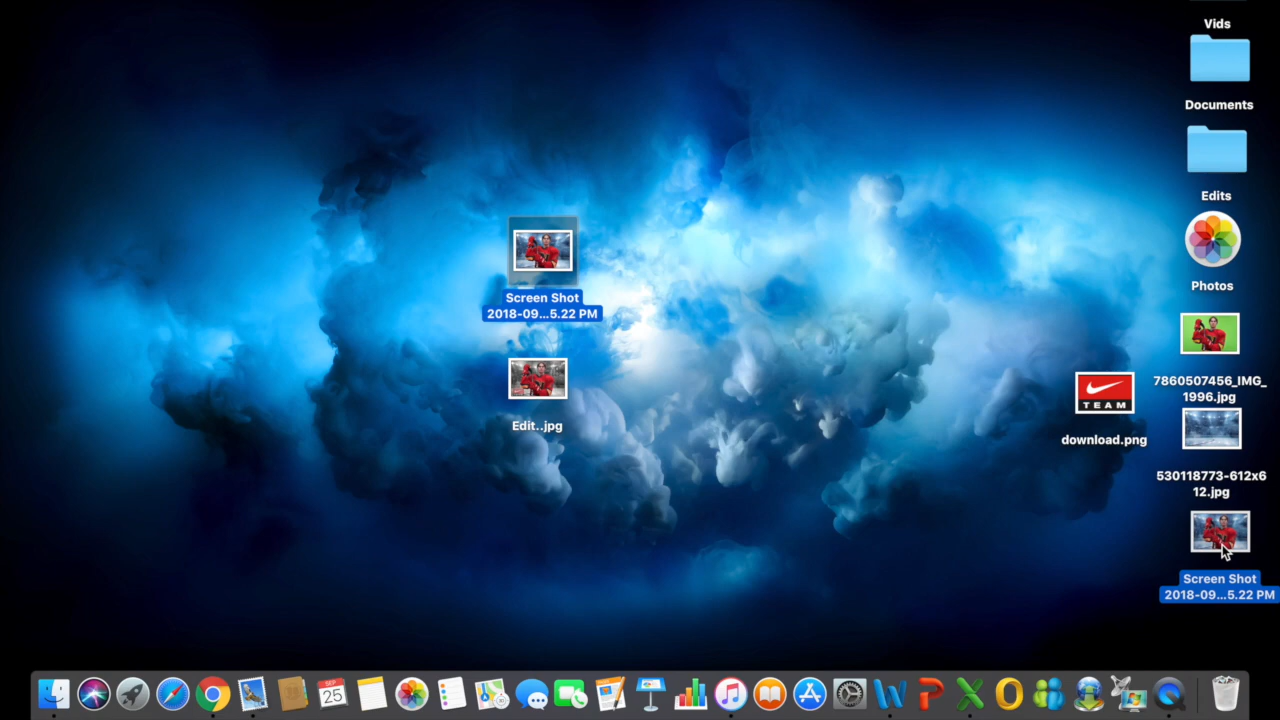 Vids
Documents
Edits
Photos
7860507456_IMG_
1996.jpg
TEAM
download.png
530118773-612x6
12.jpg
Screen Shot
2018-09...5.22 PM
Screen Shot
2018-09...5.22 PM
Edit..jpg
SEP
25